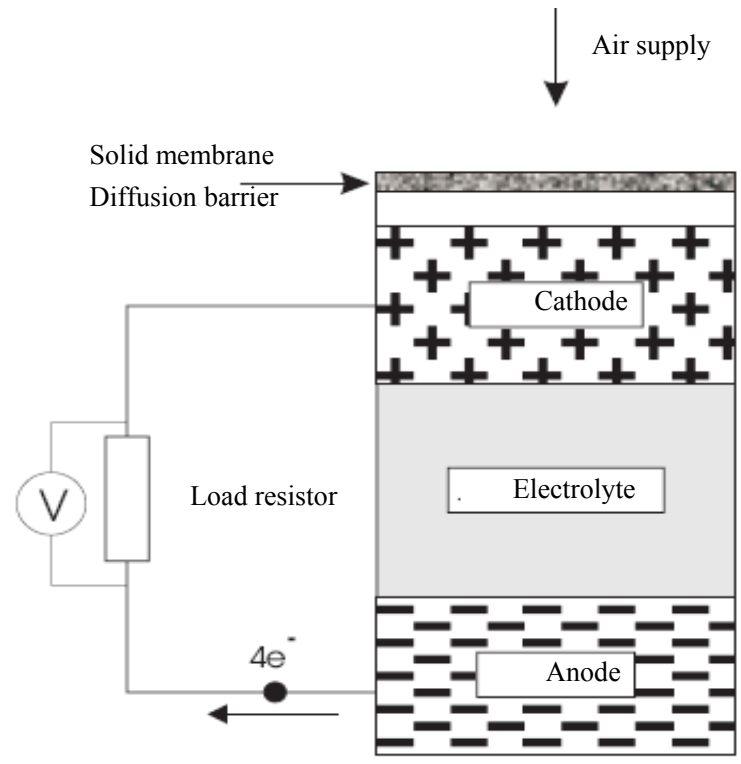 Air supply
Solid membrane
Diffusion barrier
Cathode
Electrolyte
Load resistor
V
4e⁻
Anode